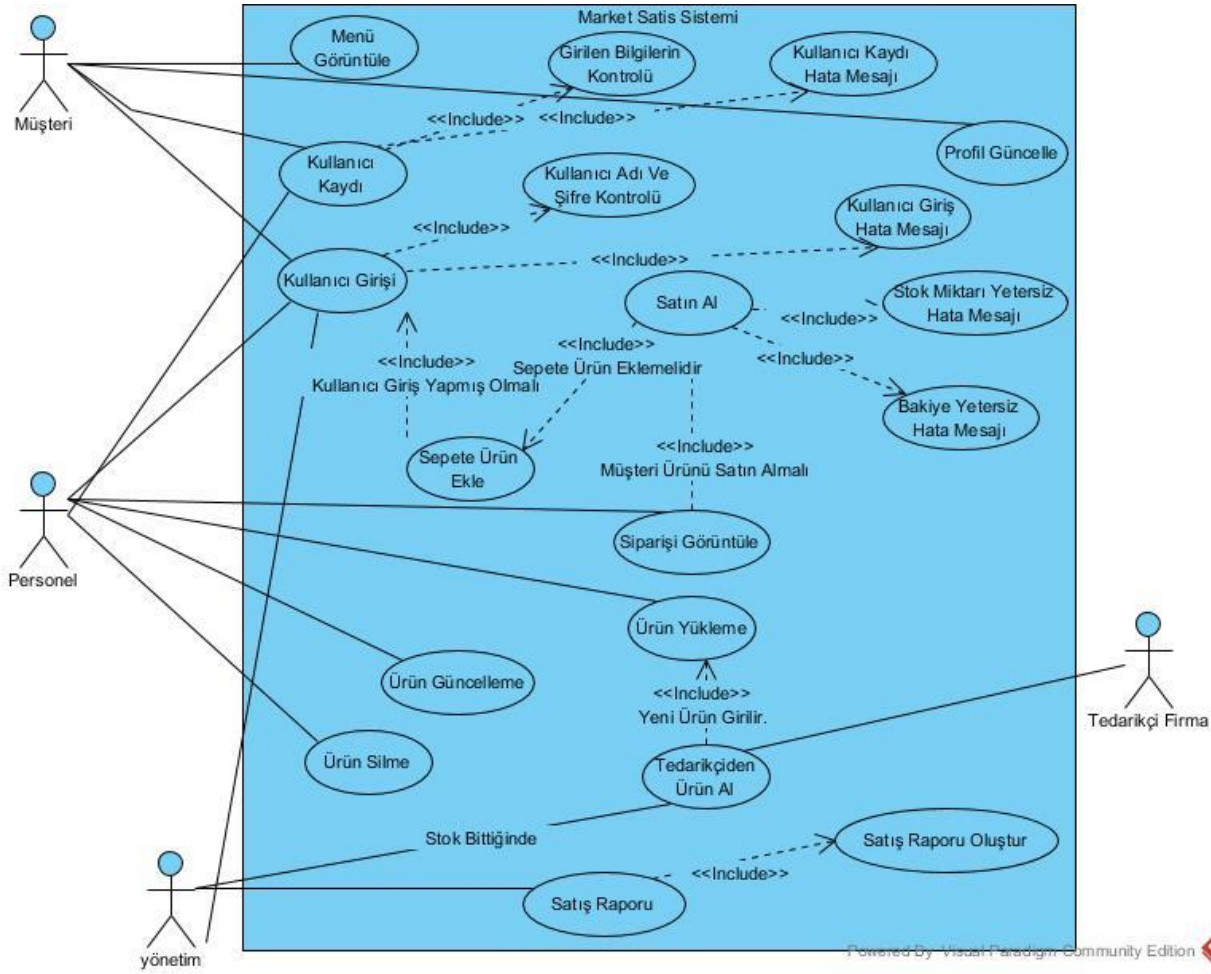 Market Satis Sistemi
Menü
Görüntüle
Girilen Bilgilerin
Kontrolü
Kullanıcı Kaydı
Hata Mesajı
Müşteri
<<Include>>
<<Include>>
Profil Güncelle
Kullanıcı
Kaydı
Kullanıcı Adı Ve
Şifre Kontrolü
Kullanıcı Giriş
Hata Mesajı
<<Include>>
<<Include>>
Kullanıcı Girişi
Satın Al
Stok Miktarı Yetersiz
Hata Mesajı
<<Include>>
<<Include>>
Sepete Ürün Eklemelidir
<<Include>>
<<Include>>
Kullanıcı Giriş Yapmış Olmalı
Bakiye Yetersiz
Hata Mesajı
Sepete Ürün
Ekle
<<Include>>
Müşteri Ürünü Satın Almalı
Siparişi Görüntüle
Personel
Ürün Yükleme
Ürün Güncelleme
<<Include>>
Yeni Ürün Girilir.
Tedarikçi Firma
Ürün Silme
Tedarikçiden
Ürün Al
Stok Bittiğinde
Satış Raporu Oluştur
<<Include>>
Satış Raporu
yönetim
Powered By Visual Paradigm Community Edition